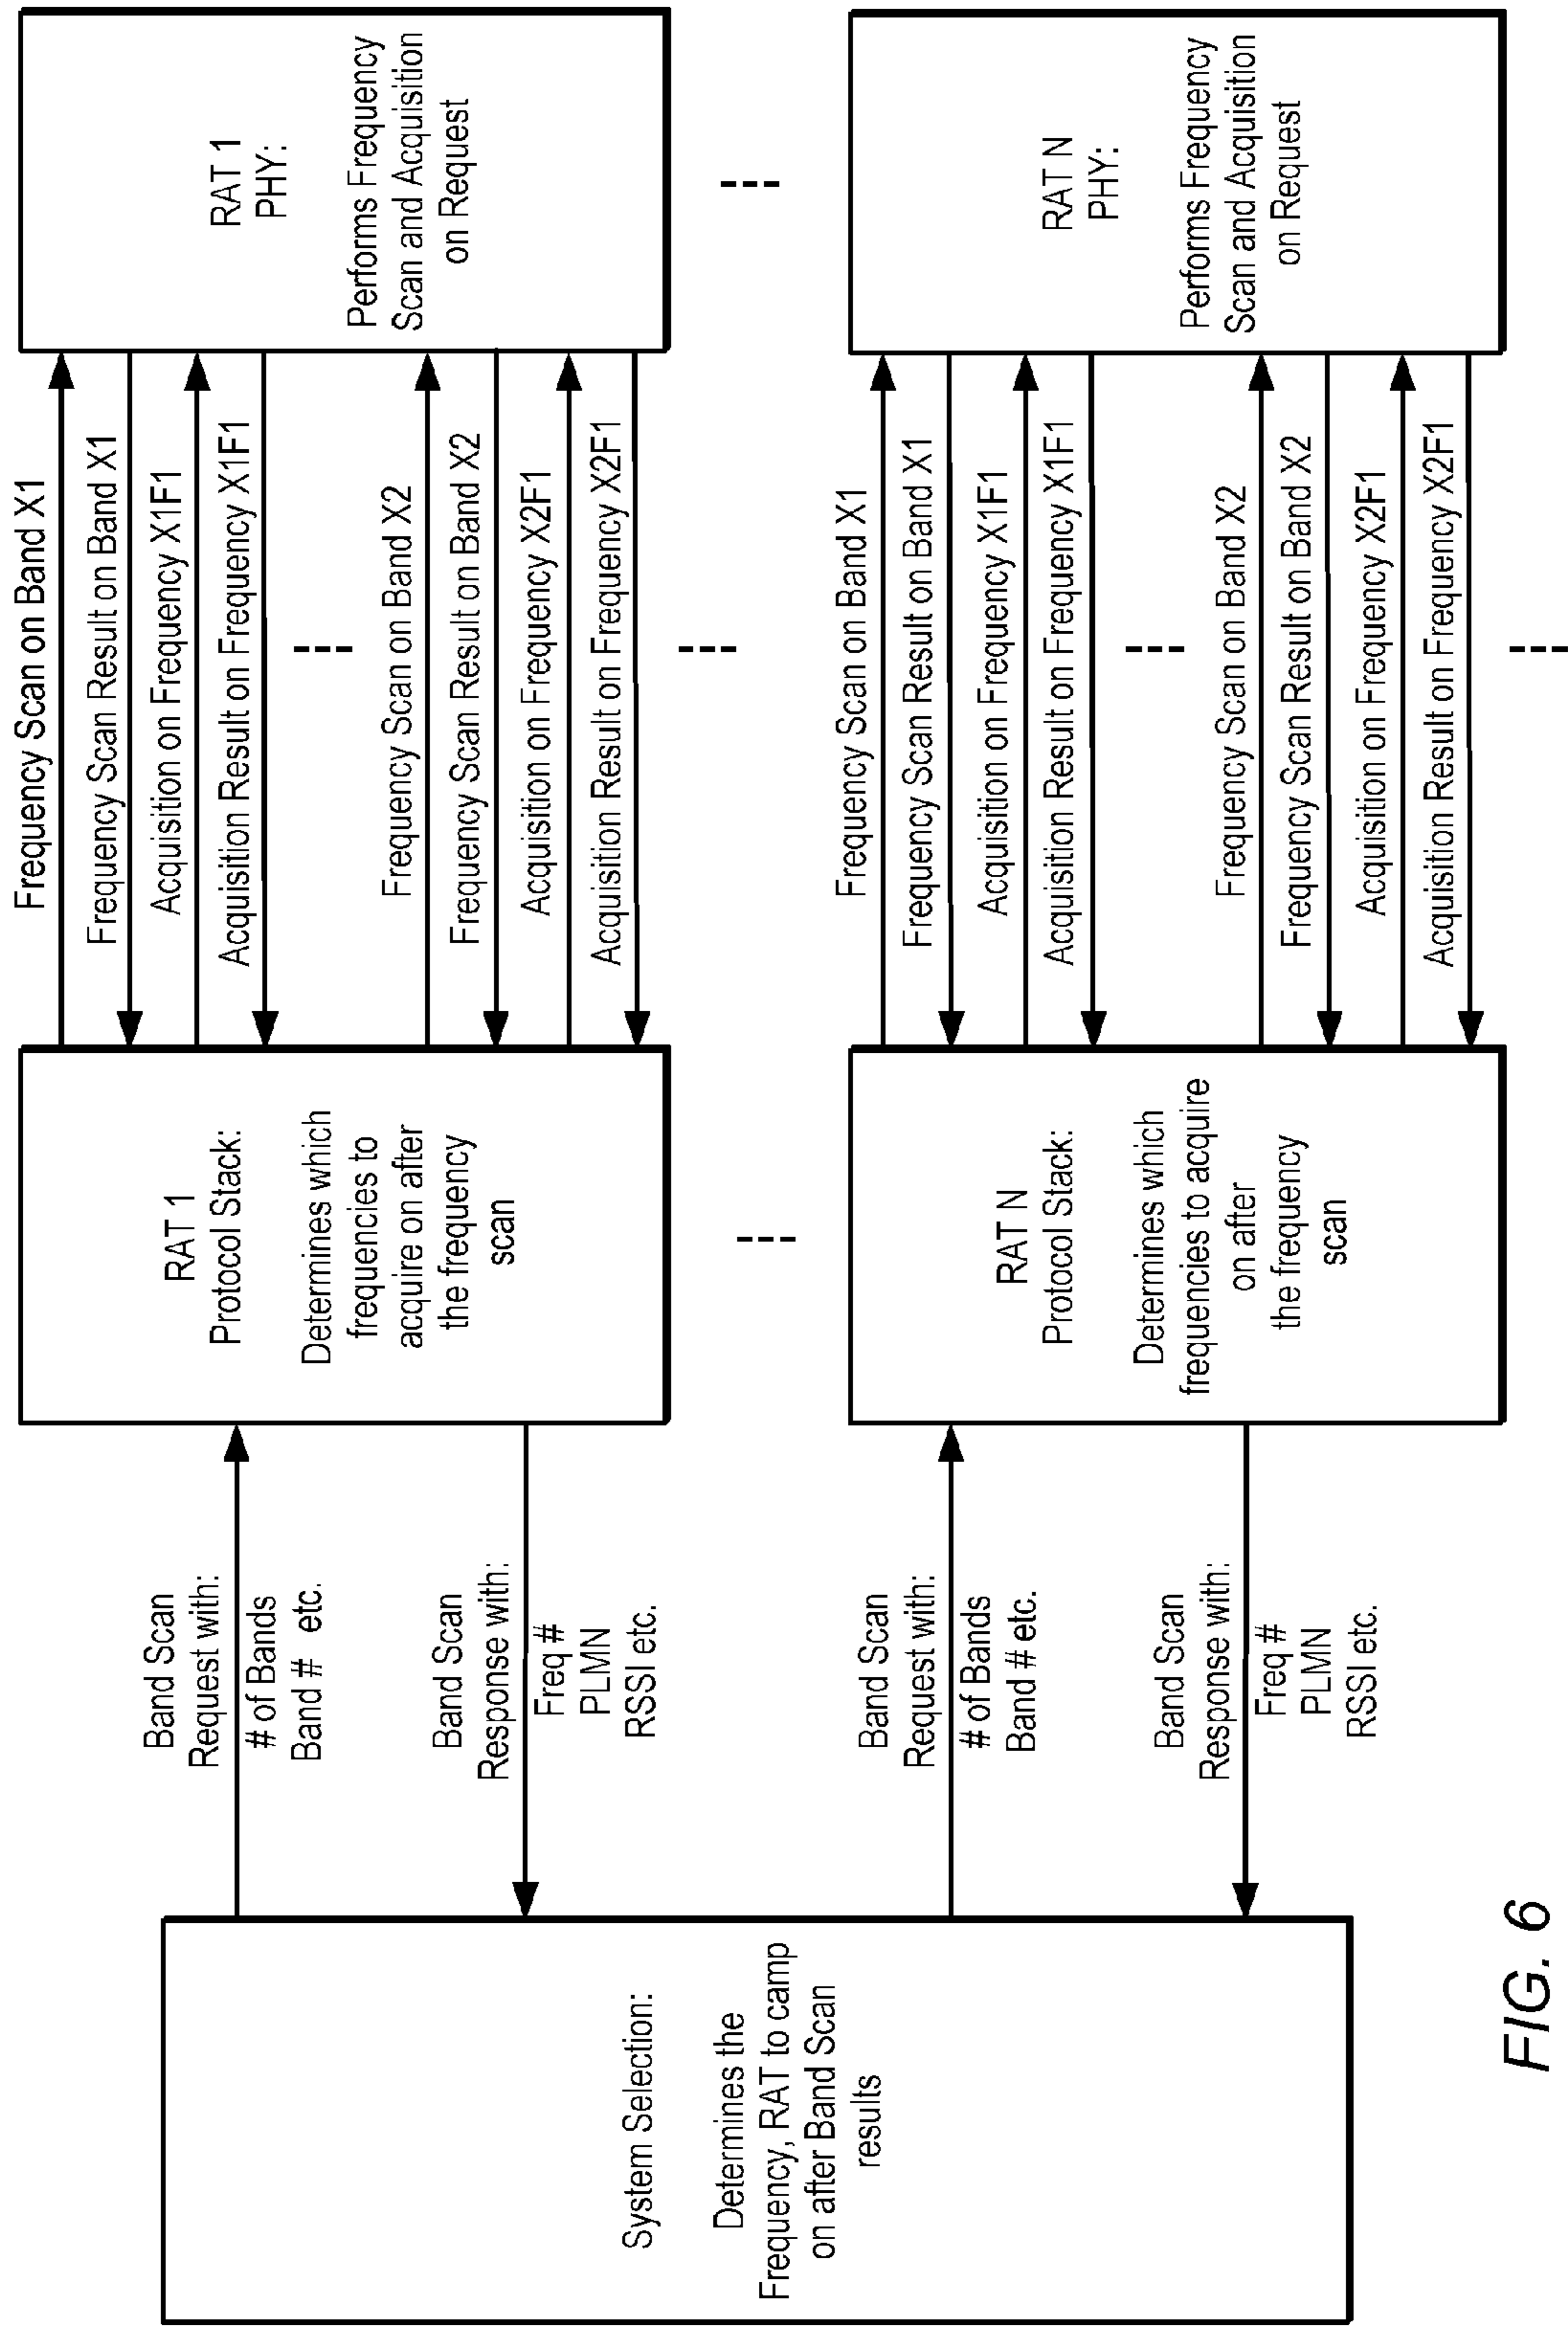 System Selection:
Determines the
Frequency, RAT to camp
on after Band Scan
results
Band Scan
Request with:
# of Bands
Band # etc.
Band Scan
Response with:
Freq #
PLMN
RSSI etc.
Band Scan
Request with:
# of Bands
Band # etc.
Band Scan
Response with:
Freq #
PLMN
RSSI etc.
RAT 1
Protocol Stack:
Determines which
frequencies to
acquire on after
the frequency
scan
---
RAT N
Protocol Stack:
Determines which
frequencies to acquire
on after
the frequency
scan
Frequency Scan on Band X1
Frequency Scan Result on Band X1
Acquisition on Frequency X1F1
Acquisition Result on Frequency X1F1
---
Frequency Scan on Band X2
Frequency Scan Result on Band X2
Acquisition on Frequency X2F1
Acquisition Result on Frequency X2F1
---
Frequency Scan on Band X1
Frequency Scan Result on Band X1
Acquisition on Frequency X1F1
Acquisition Result on Frequency X1F1
---
Frequency Scan on Band X2
Frequency Scan Result on Band X2
Acquisition on Frequency X2F1
Acquisition Result on Frequency X2F1
---
RAT 1
PHY:
Performs Frequency
Scan and Acquisition
on Request
---
RAT N
PHY:
Performs Frequency
Scan and Acquisition
on Request
FIG. 6